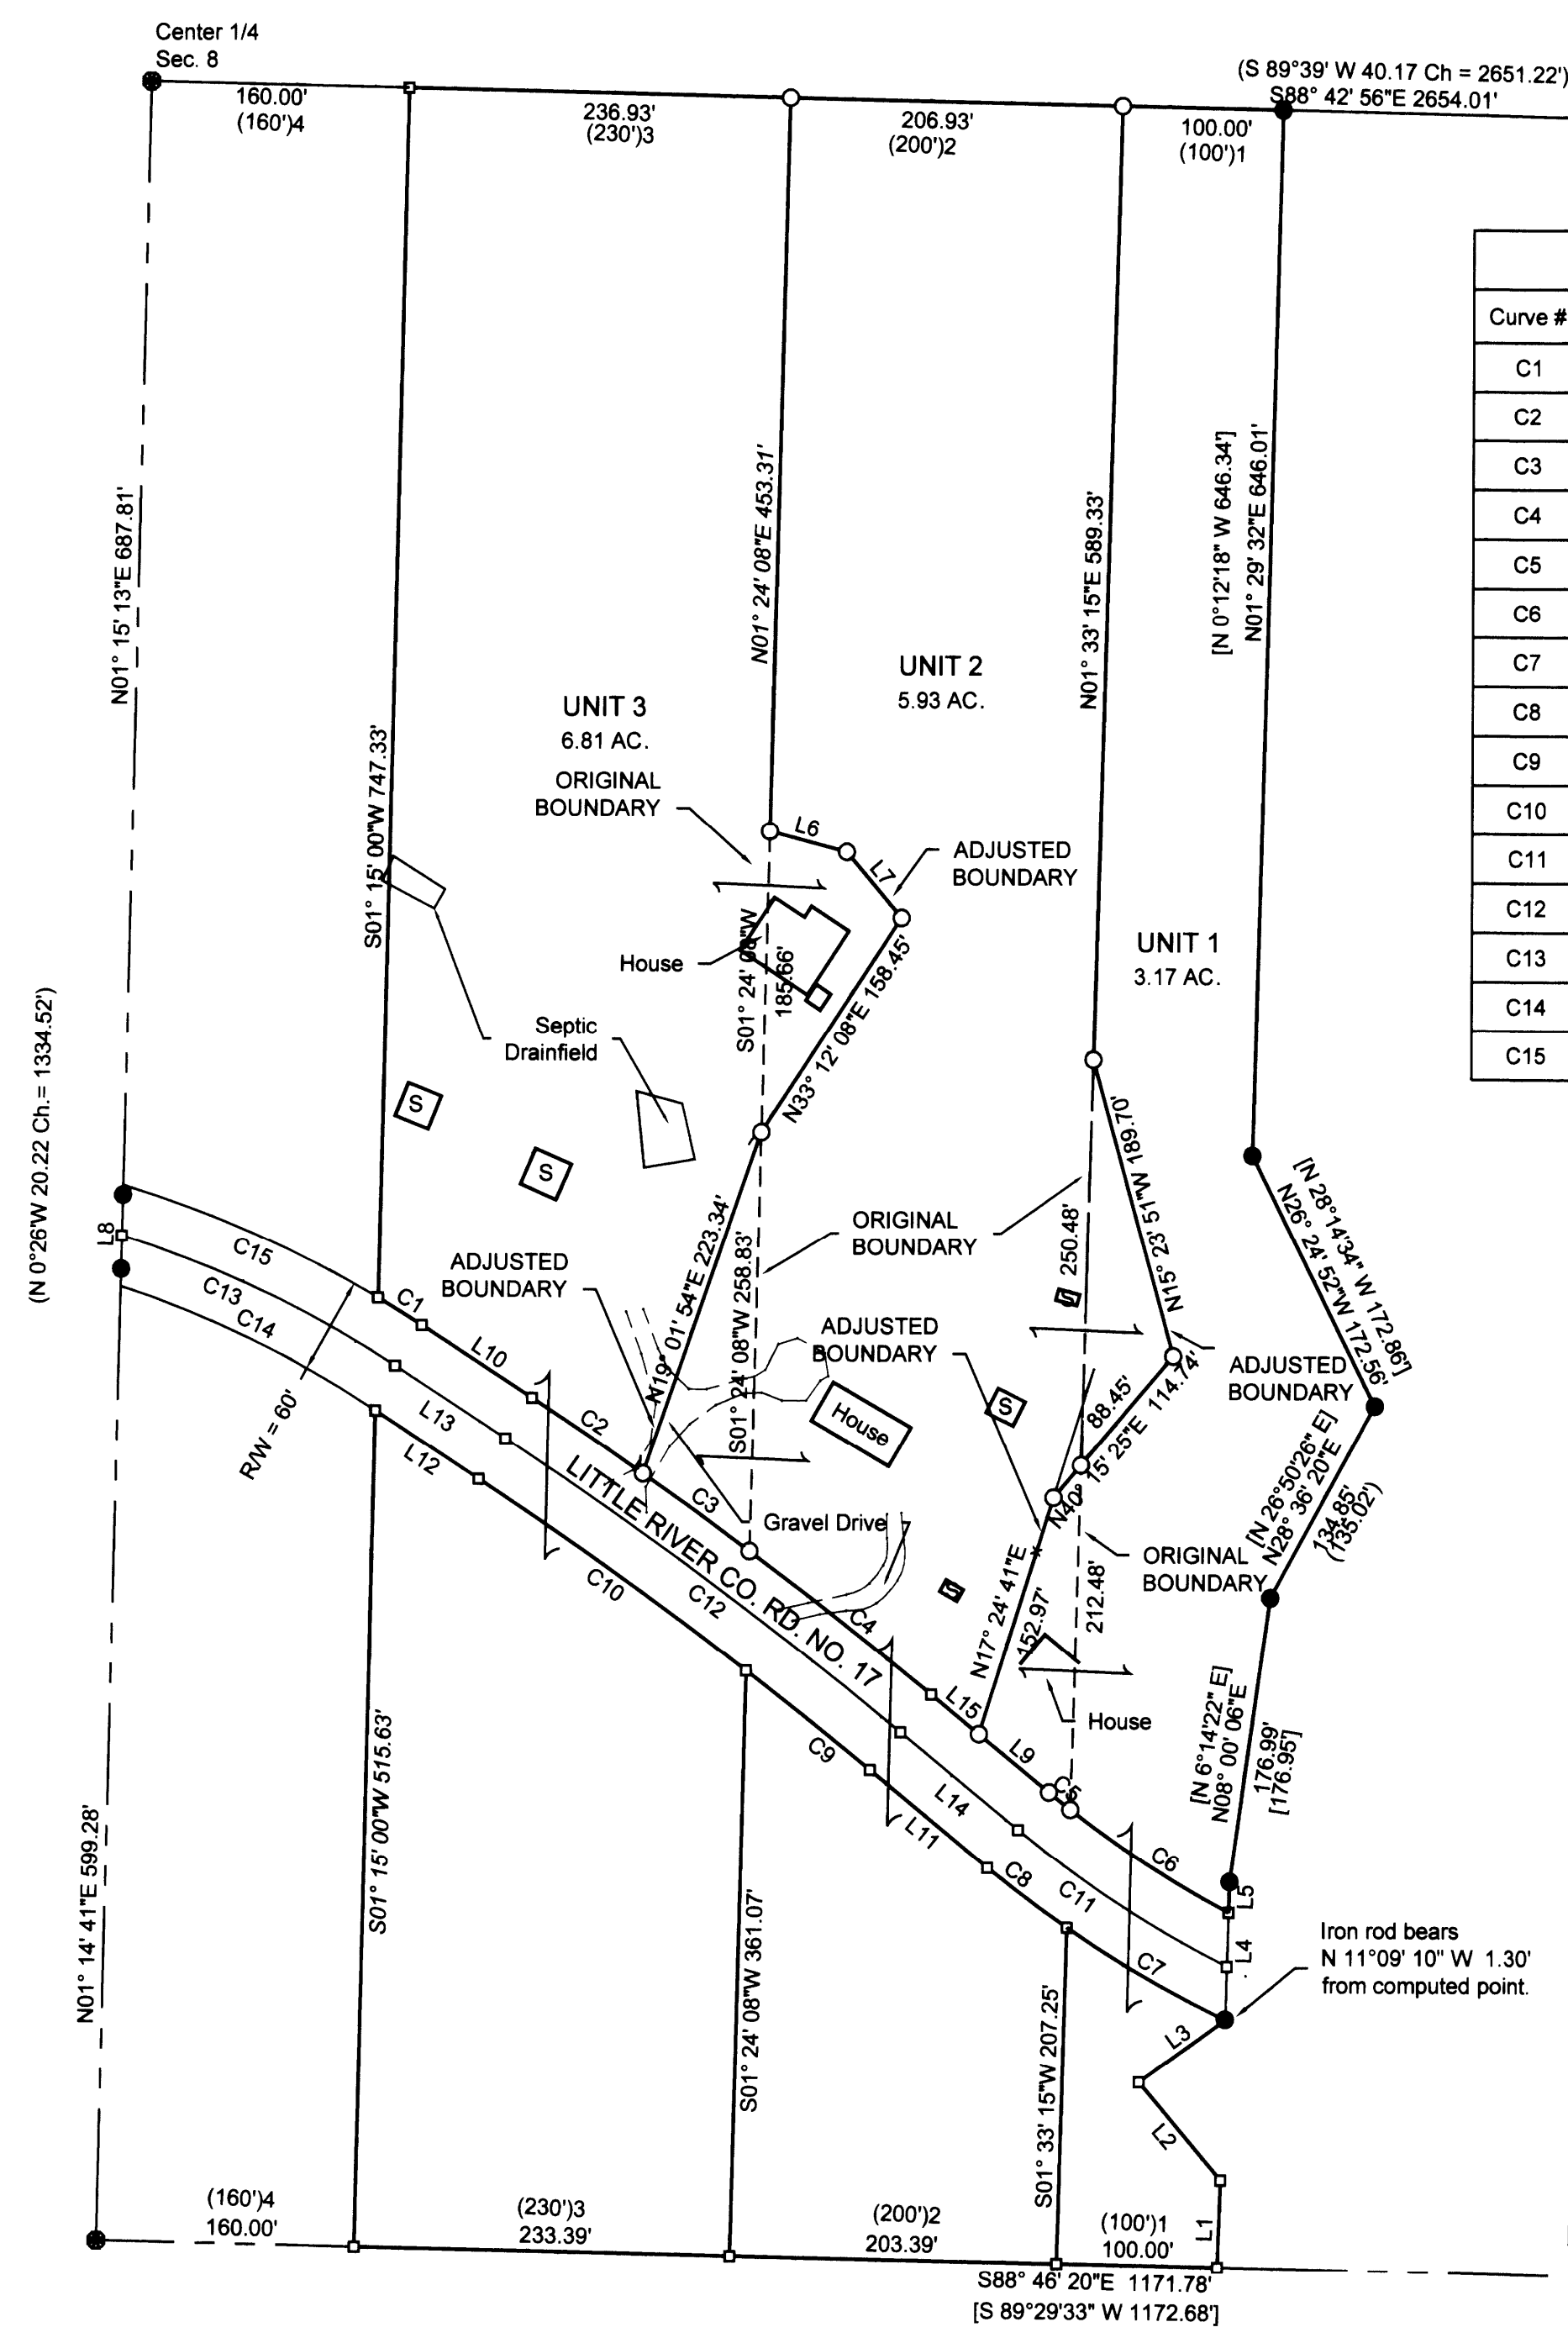 Center 1/4
Sec. 8
(S 89°39' W 40.17 Ch = 2651.22')
S88° 42' 56"E 2654.01'
160.00'
(160')4
236.93'
(230')3
206.93'
(200')2
100.00'
(100')1
Curve #
C1
C2
C3
C4
C5
C6
C7
C8
C9
C10
C11
C12
C13
C14
C15
N01° 15' 13"E 687.81'
S01° 15' 00"W 747.33'
N01° 24' 08"E 453.31'
N01° 33' 15"E 589.33'
[N 0°12'18" W 646.34']
N01° 29' 32"E 646.01'
UNIT 3
6.81 AC.
UNIT 2
5.93 AC.
UNIT 1
3.17 AC.
ORIGINAL
BOUNDARY
L6
L7
ADJUSTED
BOUNDARY
House
S01° 24' 08"W
185.66'
N33° 12' 08"E 158.45'
Septic
Drainfield
S
S
(N 0°26'W 20.22 Ch.= 1334.52')
L8
C15
C13
C14
C1
L10
L13
L12
R/W = 60'
C2
ADJUSTED
BOUNDARY
N19° 01' 54"E 223.34'
S01° 24' 08"W 258.83'
ORIGINAL
BOUNDARY
250.48'
N15° 23' 51"W 189.70'
[N 28°14'34" W 172.86']
N26° 24' 52"W 172.56'
S
ADJUSTED
BOUNDARY
House
S
88.45'
N40° 15' 25"E 114.74'
ADJUSTED
BOUNDARY
[N 26°50'26" E]
N28° 36' 20"E
134.85'
(135.02')
C3
LITTLE RIVER CO. RD. NO. 17
Gravel Drive
C10
C12
C4
S
N17° 24' 41"E
152.97'
ORIGINAL
BOUNDARY
212.48'
House
L15
L9
C5
C9
L14
L11
C6
C8
C11
C7
[N 6°14'22" E]
N08° 00' 06"E
176.99'
[176.95']
L5
L4
Iron rod bears
N 11°09' 10" W 1.30'
from computed point.
L3
L2
L1
N01° 14' 41"E 599.28'
S01° 15' 00"W 515.63'
S01° 24' 08"W 361.07'
S01° 33' 15"W 207.25'
(160')4
160.00'
(230')3
233.39'
(200')2
203.39'
(100')1
100.00'
S88° 46' 20"E 1171.78'
[S 89°29'33" W 1172.68']